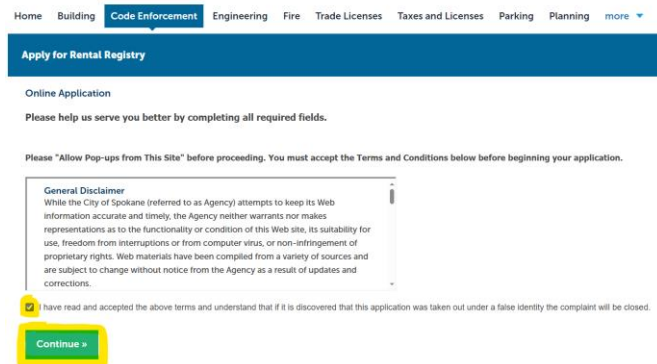 Home Building Code Enforcement Engineering Fire Trade Licenses Taxes and Licenses Parking Planning more
Apply for Rental Registry
Online Application
Please help us serve you better by completing all required fields.
Please "Allow Pop-ups from This Site" before proceeding. You must accept the Terms and Conditions below before beginning your application.
General Disclaimer
While the City of Spokane (referred to as Agency) attempts to keep its Web
information accurate and timely, the Agency neither warrants nor makes
representations as to the functionality or condition of this Web site, its suitability for
use, freedom from interruptions or from computer virus, or non-infringement of
proprietary rights. Web materials have been compiled from a variety of sources and
are subject to change without notice from the Agency as a result of updates and
corrections.
I have read and accepted the above terms and understand that if it is discovered that this application was taken out under a false identity the complaint will be closed.
Continue »